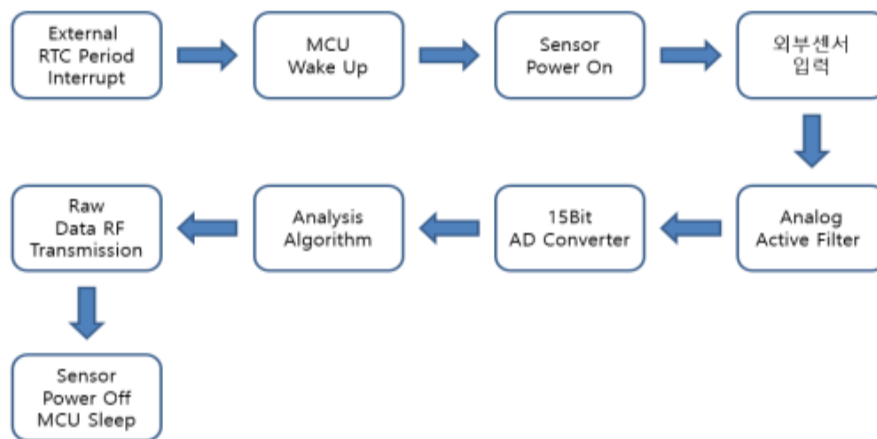 External
RTC Period
Interrupt
MCU
Wake Up
Sensor
Power On
외부센서
입력
Analog
Active Filter
15Bit
AD Converter
Analysis
Algorithm
Raw
Data RF
Transmission
Sensor
Power Off
MCU Sleep